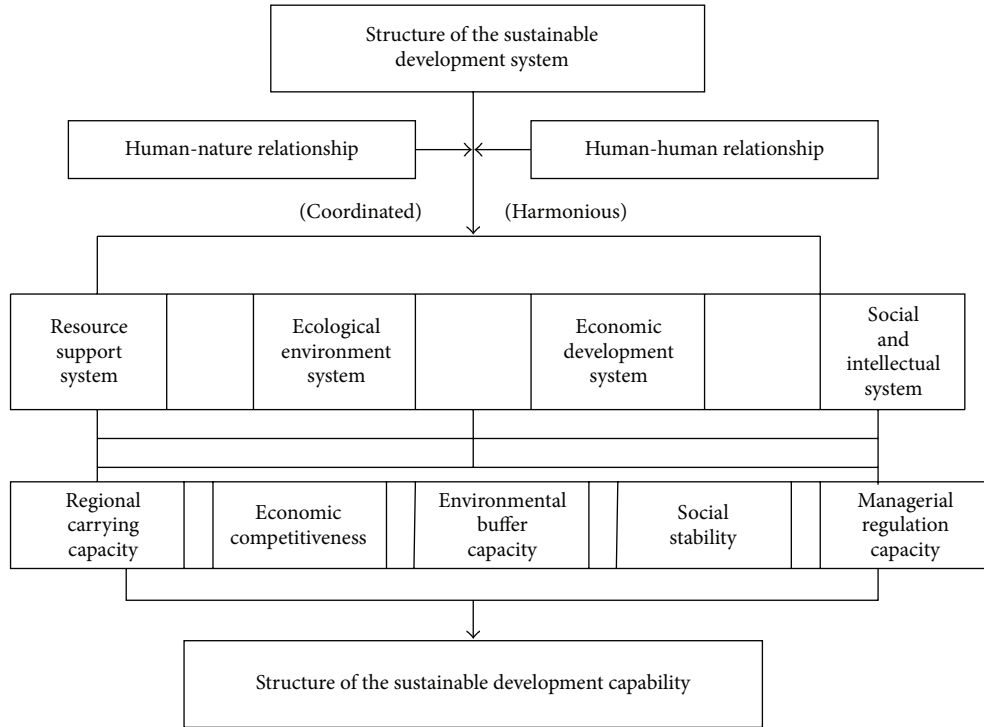 Structure of the sustainable
development system
Human-nature relationship
Human-human relationship
(Coordinated)
(Harmonious)
Resource
support
system
Ecological
environment
system
Economic
development
system
Social
and
intellectual
system
Regional
carrying
capacity
Economic
competitiveness
Environmental
buffer
capacity
Social
stability
Managerial
regulation
capacity
Structure of the sustainable development capability